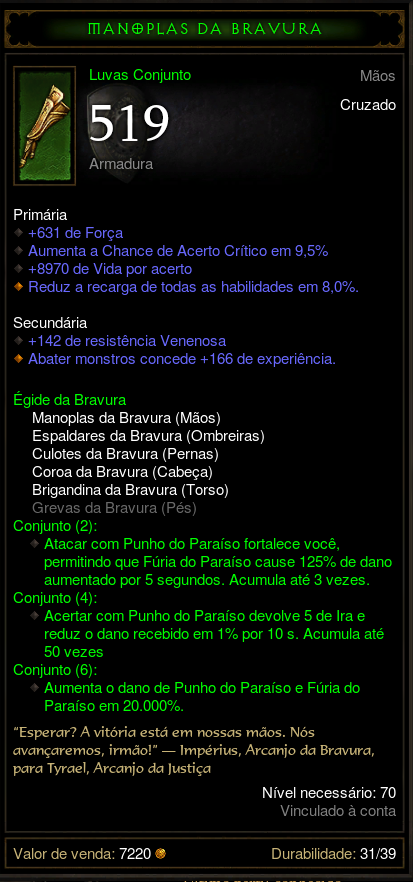 MANOPLAS DA BRAVURA
Luvas Conjunto
Mãos
519
Cruzado
Armadura
Primária
+631 de Força
Aumenta a Chance de Acerto Crítico em 9,5%
+8970 de Vida por acerto
Reduz a recarga de todas as habilidades em 8,0%.
Secundária
+142 de resistência Venenosa
Abater monstros concede +166 de experiência.
Égide da Bravura
Manoplas da Bravura (Mãos)
Espaldares da Bravura (Ombreiras)
Culotes da Bravura (Pernas)
Coroa da Bravura (Cabeça)
Brigandina da Bravura (Torso)
Grevas da Bravura (Pés)
Conjunto (2):
Atacar com Punho do Paraíso fortalece você,
permitindo que Fúria do Paraíso cause 125% de dano
aumentado por 5 segundos. Acumula até 3 vezes.
Conjunto (4):
Acertar com Punho do Paraíso devolve 5 de Ira e
reduz o dano recebido em 1% por 10 s. Acumula até
50 vezes
Conjunto (6):
Aumenta o dano de Punho do Paraíso e Fúria do
Paraíso em 20.000%.
"Esperar? A vitória está em nossas mãos. Nós
avançaremos, irmão!" — Impérius, Arcanjo da Bravura,
para Tyrael, Arcanjo da Justiça
Nível necessário: 70
Vinculado à conta
Valor de venda: 7220
Durabilidade: 31/39